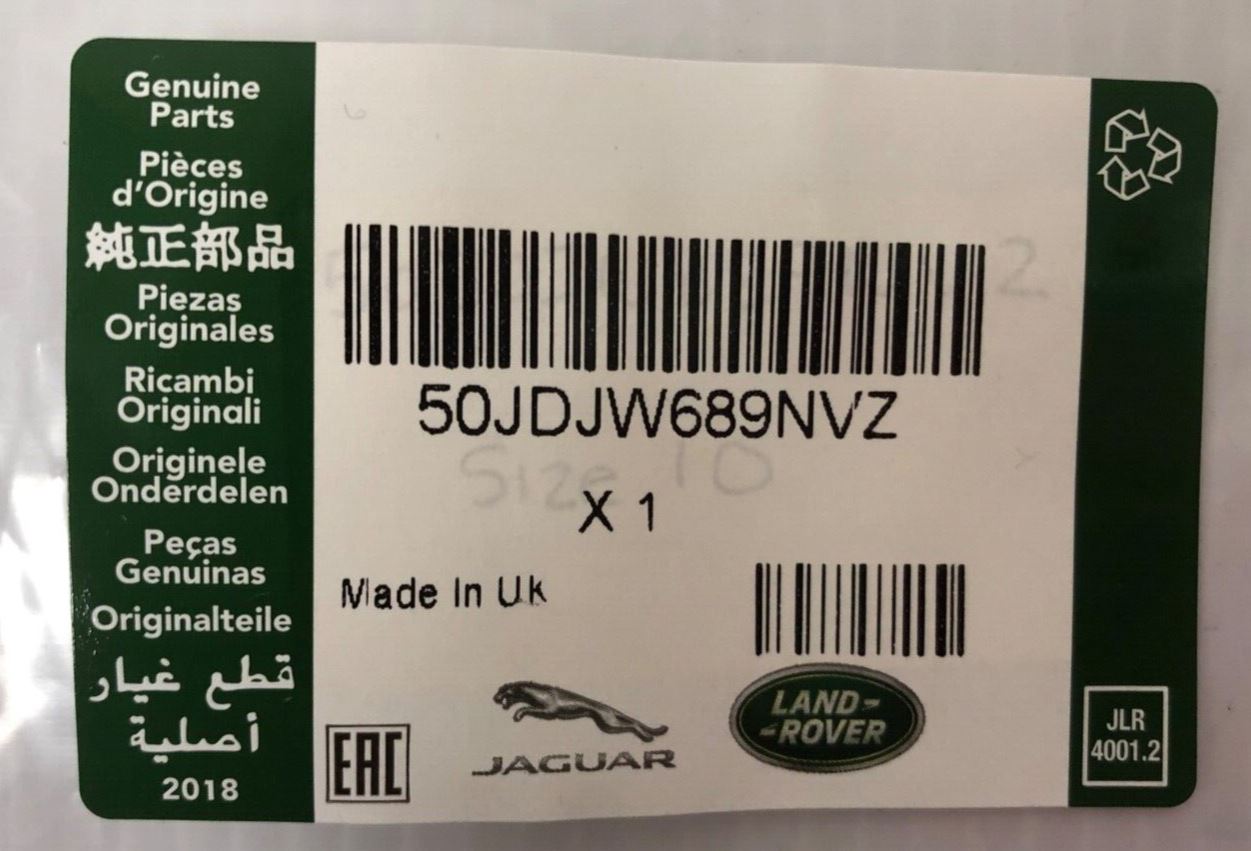 Genuine
Parts
Pièces
d'Origine
純正部品
Piezas
Originales
Ricambi
Originali
Originele
Onderdelen
Peças
Genuinas
Originalteile
قطع غيار
أصلية
2018
50JDJW689NVZ
Size 10
X 1
Made In Uk
EAC
JAGUAR
LAND-
-ROVER
JLR
4001.2